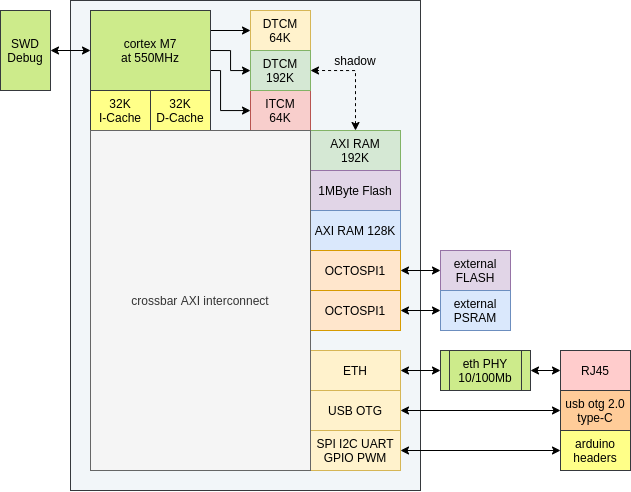 SWD
Debug
cortex M7
at 550MHz
32K
I-Cache
32K
D-Cache
DTCM
64K
DTCM
192K
ITCM
64K
shadow
AXI RAM
192K
1MByte Flash
AXI RAM 128K
OCTOSPI1
OCTOSPI1
crossbar AXI interconnect
external
FLASH
external
PSRAM
ETH
eth PHY
10/100Mb
RJ45
USB OTG
usb otg 2.0
type-C
SPI I2C UART
GPIO PWM
arduino
headers